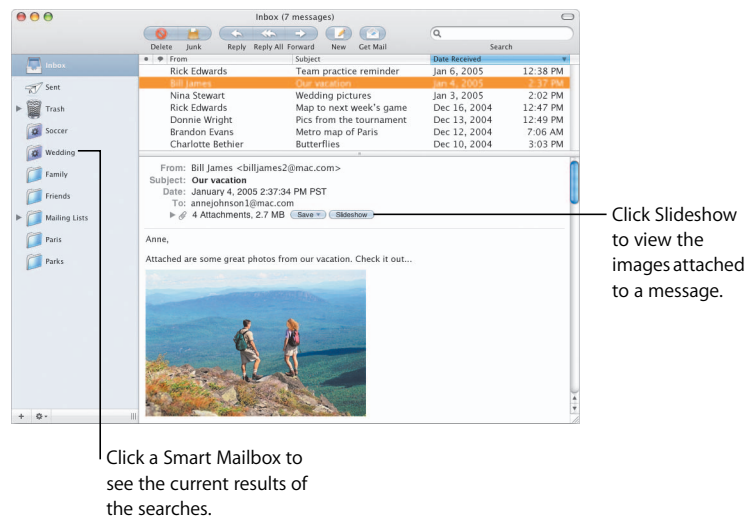 Inbox (7 messages)
Delete Junk Reply Reply All Forward New Get Mail Search
From Subject Date Received
Rick Edwards Team practice reminder Jan 6, 2005 12:38 PM
Bill James Our vacation Jan 4, 2005 2:37 PM
Nina Stewart Wedding pictures Jan 3, 2005 2:02 PM
Rick Edwards Map to next week's game Dec 16, 2004 12:47 PM
Donnie Wright Pics from the tournament Dec 13, 2004 12:49 PM
Brandon Evans Metro map of Paris Dec 12, 2004 7:06 AM
Charlotte Bethier Butterflies Dec 10, 2004 3:03 PM
Inbox
Sent
Trash
Soccer
Wedding
Family
Friends
Mailing Lists
Paris
Parks
From: Bill James <billjames2@mac.com>
Subject: Our vacation
Date: January 4, 2005 2:37:34 PM PST
To: annejohnson1@mac.com
4 Attachments, 2.7 MB Save Slideshow
Anne,
Attached are some great photos from our vacation. Check it out...
Click Slideshow
to view the
images attached
to a message.
Click a Smart Mailbox to
see the current results of
the searches.